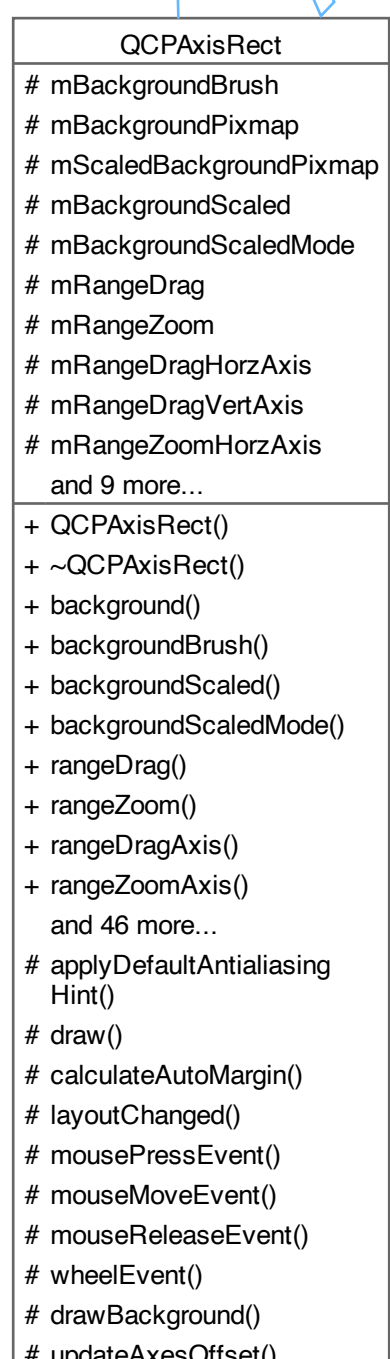 QCPAxisRect
# mBackgroundBrush
# mBackgroundPixmap
# mScaledBackgroundPixmap
# mBackgroundScaled
# mBackgroundScaledMode
# mRangeDrag
# mRangeZoom
# mRangeDragHorzAxis
# mRangeDragVertAxis
# mRangeZoomHorzAxis
and 9 more...
+ QCPAxisRect()
+ ~QCPAxisRect()
+ background()
+ backgroundBrush()
+ backgroundScaled()
+ backgroundScaledMode()
+ rangeDrag()
+ rangeZoom()
+ rangeDragAxis()
+ rangeZoomAxis()
and 46 more...
# applyDefaultAntialiasing
Hint()
# draw()
# calculateAutoMargin()
# layoutChanged()
# mousePressEvent()
# mouseMoveEvent()
# mouseReleaseEvent()
# wheelEvent()
# drawBackground()
# updateAxesOffset()